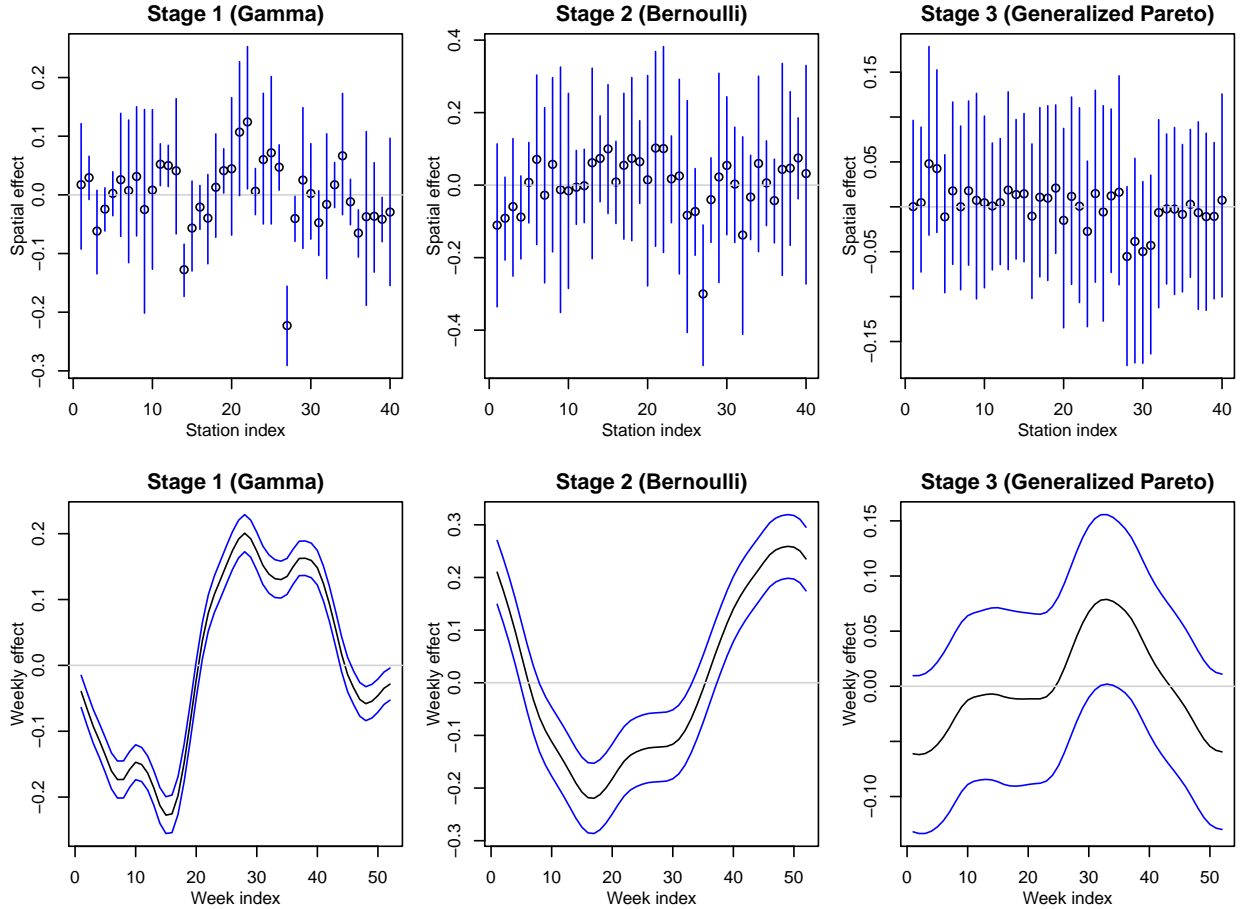 Stage 1 (Gamma)
Stage 2 (Bernoulli)
Stage 3 (Generalized Pareto)
Spatial effect
−0.3 −0.2 −0.1 0.0 0.1 0.2
0 10 20 30 40
Station index
Spatial effect
−0.4 −0.2 0.0 0.2 0.4
0 10 20 30 40
Station index
Spatial effect
−0.15 −0.05 0.05 0.15
0 10 20 30 40
Station index
Stage 1 (Gamma)
Stage 2 (Bernoulli)
Stage 3 (Generalized Pareto)
Weekly effect
−0.2 −0.1 0.0 0.1 0.2
0 10 20 30 40 50
Week index
Weekly effect
−0.3 −0.2 −0.1 0.0 0.1 0.2 0.3
0 10 20 30 40 50
Week index
Weekly effect
−0.10 0.00 0.05 0.10 0.15
0 10 20 30 40 50
Week index